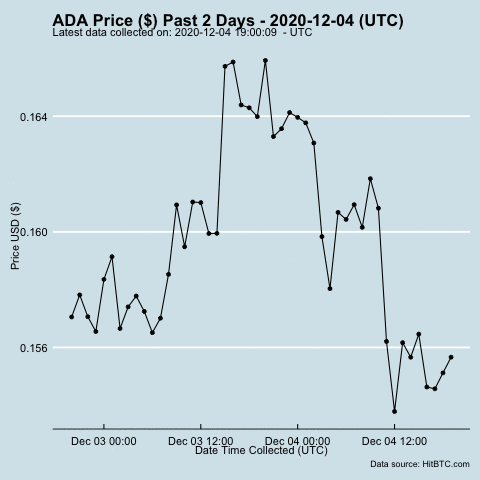 ADA Price ($) Past 2 Days - 2020-12-04 (UTC)
Latest data collected on: 2020-12-04 19:00:09  - UTC
0.164
0.160
0.156
Price USD ($)
Dec 03 00:00
Dec 03 12:00
Dec 04 00:00
Dec 04 12:00
Date Time Collected (UTC)
Data source: HitBTC.com